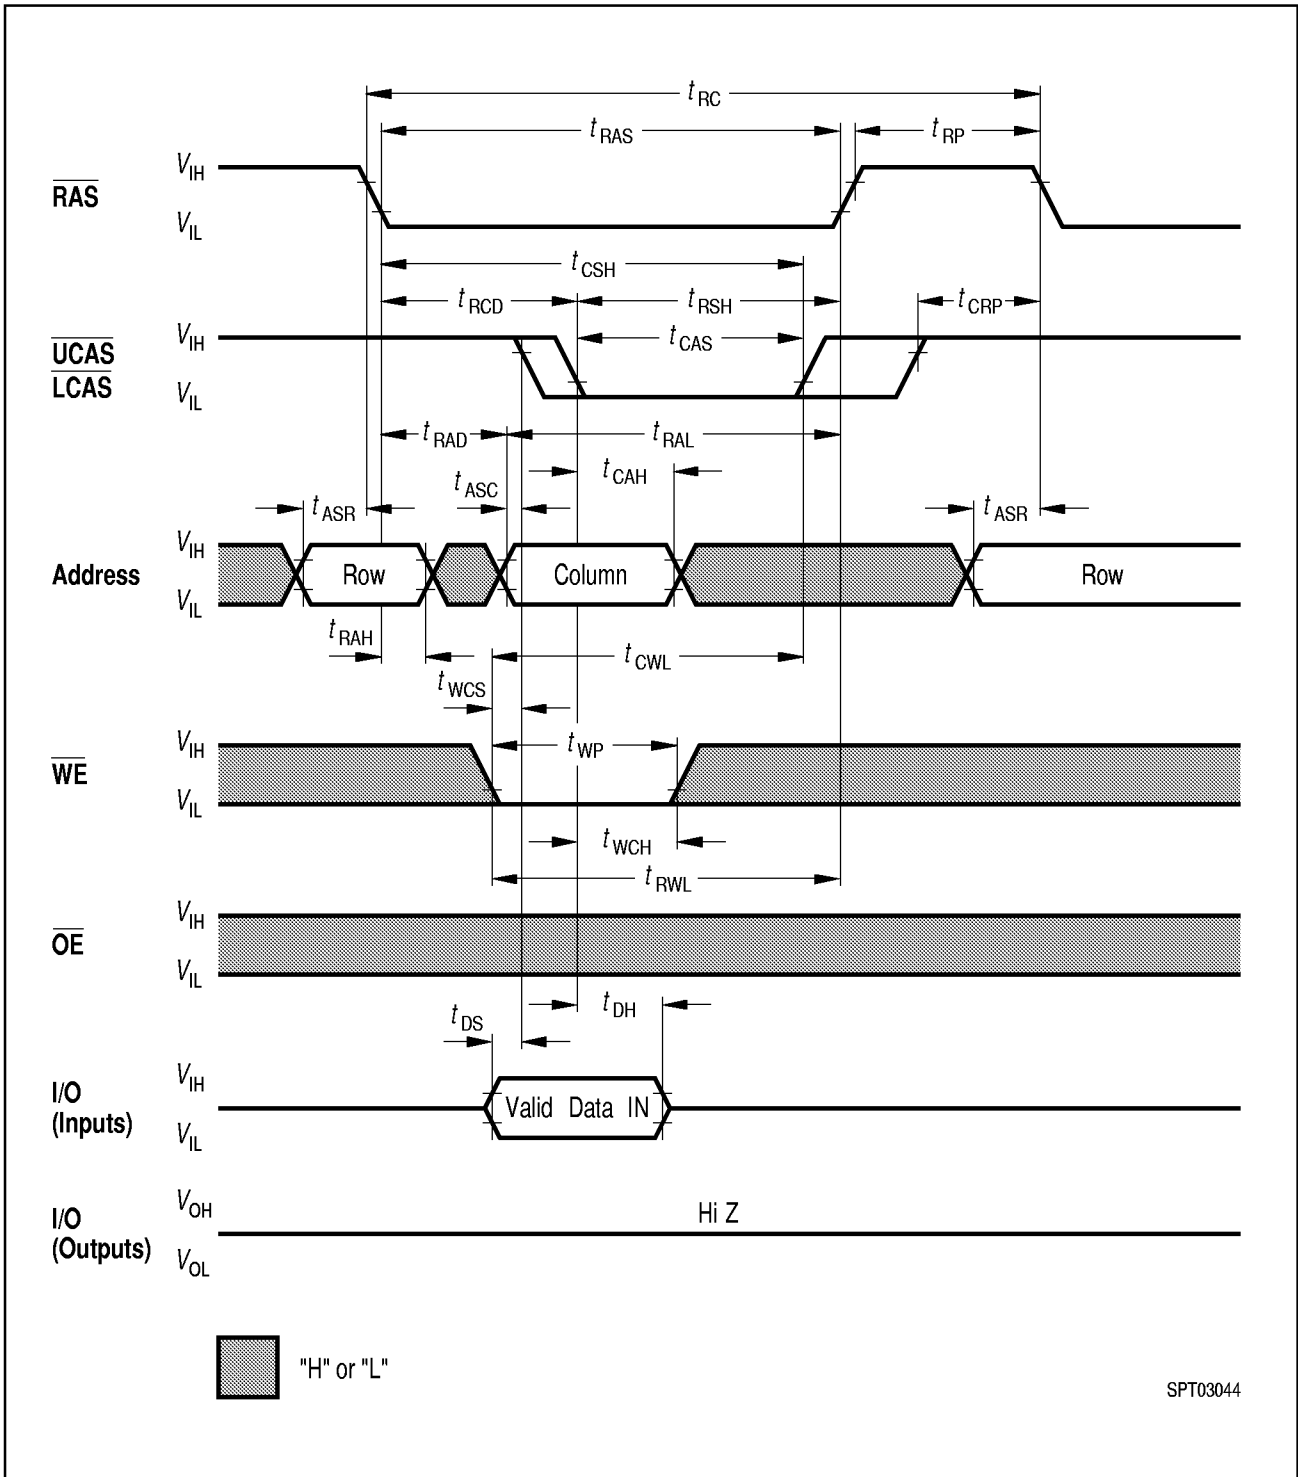 tRC
tRAS
tRP
RAS
VIH
VIL
tCSH
tRCD
tRSH
tCRP
UCAS
LCAS
VIH
VIL
tCAS
tRAD
tRAL
tCAH
tASC
tASR
tASR
Address
VIH
VIL
Row
Column
Row
tRAH
tCWL
tWCS
WE
VIH
VIL
tWP
tWCH
tRWL
OE
VIH
VIL
tDH
tDS
I/O
(Inputs)
VIH
VIL
Valid Data IN
I/O
(Outputs)
VOH
VOL
Hi Z
"H" or "L"
SPT03044